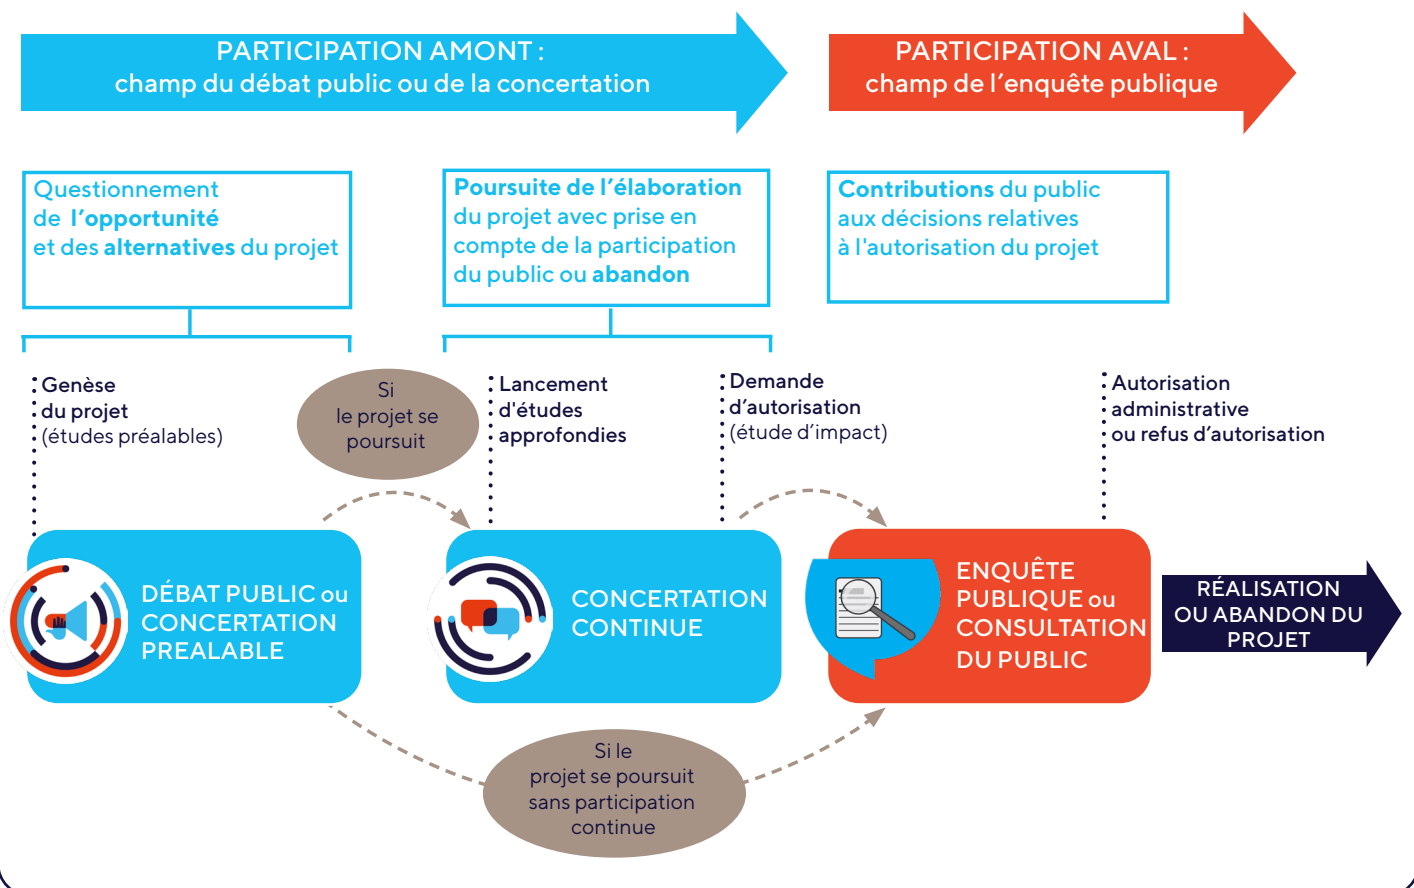 PARTICIPATION AMONT :
champ du débat public ou de la concertation
PARTICIPATION AVAL :
champ de l'enquête publique
Questionnement
de l'opportunité
et des alternatives du projet
Poursuite de l'élaboration
du projet avec prise en
compte de la participation
du public ou abandon
Contributions du public
aux décisions relatives
à l'autorisation du projet
Genèse
du projet
(études préalables)
Si
le projet se
poursuit
Lancement
d'études
approfondies
Demande
d'autorisation
(étude d'impact)
Autorisation
administrative
ou refus d'autorisation
DÉBAT PUBLIC ou
CONCERTATION
PREALABLE
CONCERTATION
CONTINUE
ENQUÊTE
PUBLIQUE ou
CONSULTATION
DU PUBLIC
RÉALISATION
OU ABANDON DU
PROJET
Si le
projet se poursuit
sans participation
continue